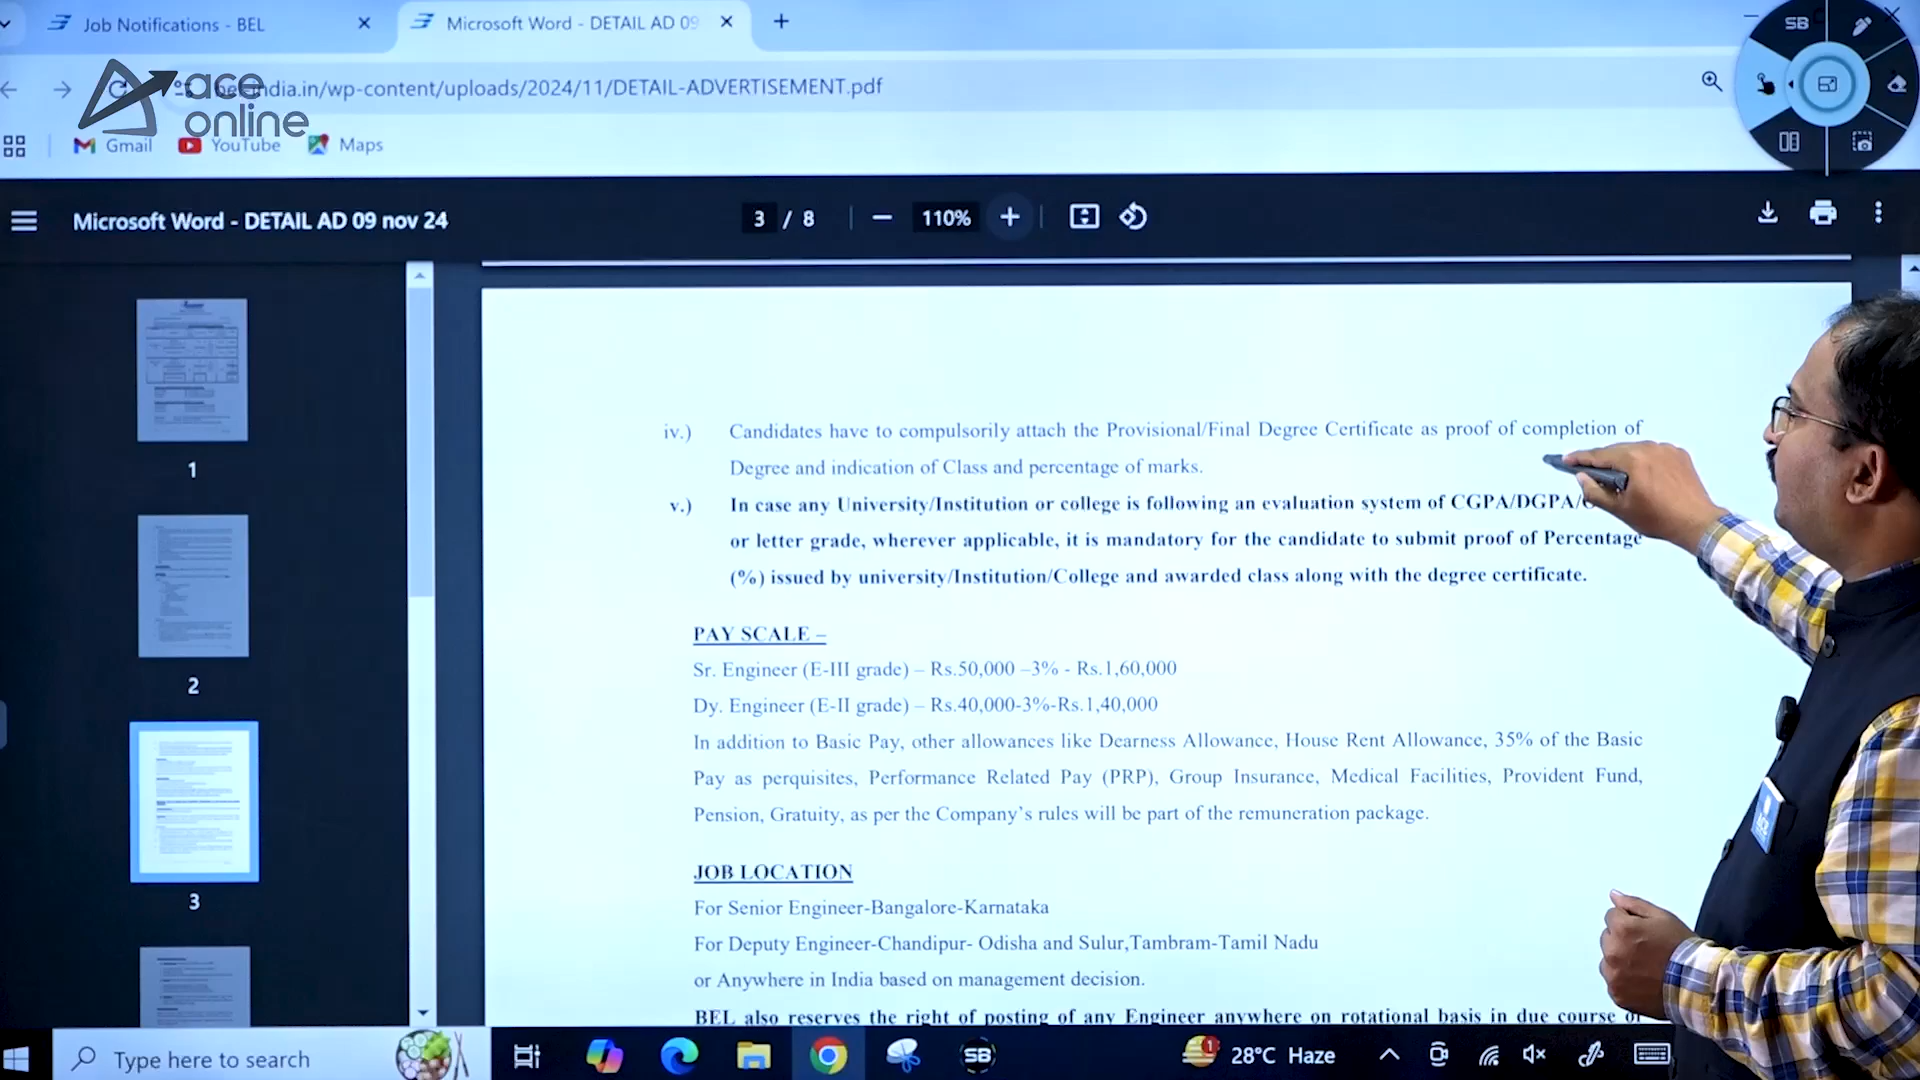 Job Notifications - BEL
Microsoft Word - DETAIL AD 09
SB
ace
online
india.in/wp-content/uploads/2024/11/DETAIL-ADVERTISEMENT.pdf
Gmail
YouTube
Maps
Microsoft Word - DETAIL AD 09 nov 24
3 / 8
110%
1
2
3
iv.) Candidates have to compulsorily attach the Provisional/Final Degree Certificate as proof of completion of
Degree and indication of Class and percentage of marks.
v.) In case any University/Institution or college is following an evaluation system of CGPA/DGPA/
or letter grade, wherever applicable, it is mandatory for the candidate to submit proof of Percentage
(%) issued by university/Institution/College and awarded class along with the degree certificate.
PAY SCALE –
Sr. Engineer (E-III grade) – Rs.50,000 –3% - Rs.1,60,000
Dy. Engineer (E-II grade) – Rs.40,000-3%-Rs.1,40,000
In addition to Basic Pay, other allowances like Dearness Allowance, House Rent Allowance, 35% of the Basic
Pay as perquisites, Performance Related Pay (PRP), Group Insurance, Medical Facilities, Provident Fund,
Pension, Gratuity, as per the Company's rules will be part of the remuneration package.
JOB LOCATION
For Senior Engineer-Bangalore-Karnataka
For Deputy Engineer-Chandipur- Odisha and Sulur,Tambram-Tamil Nadu
or Anywhere in India based on management decision.
BEL also reserves the right of posting of any Engineer anywhere on rotational basis in due course of
Type here to search
SB
1
28°C Haze